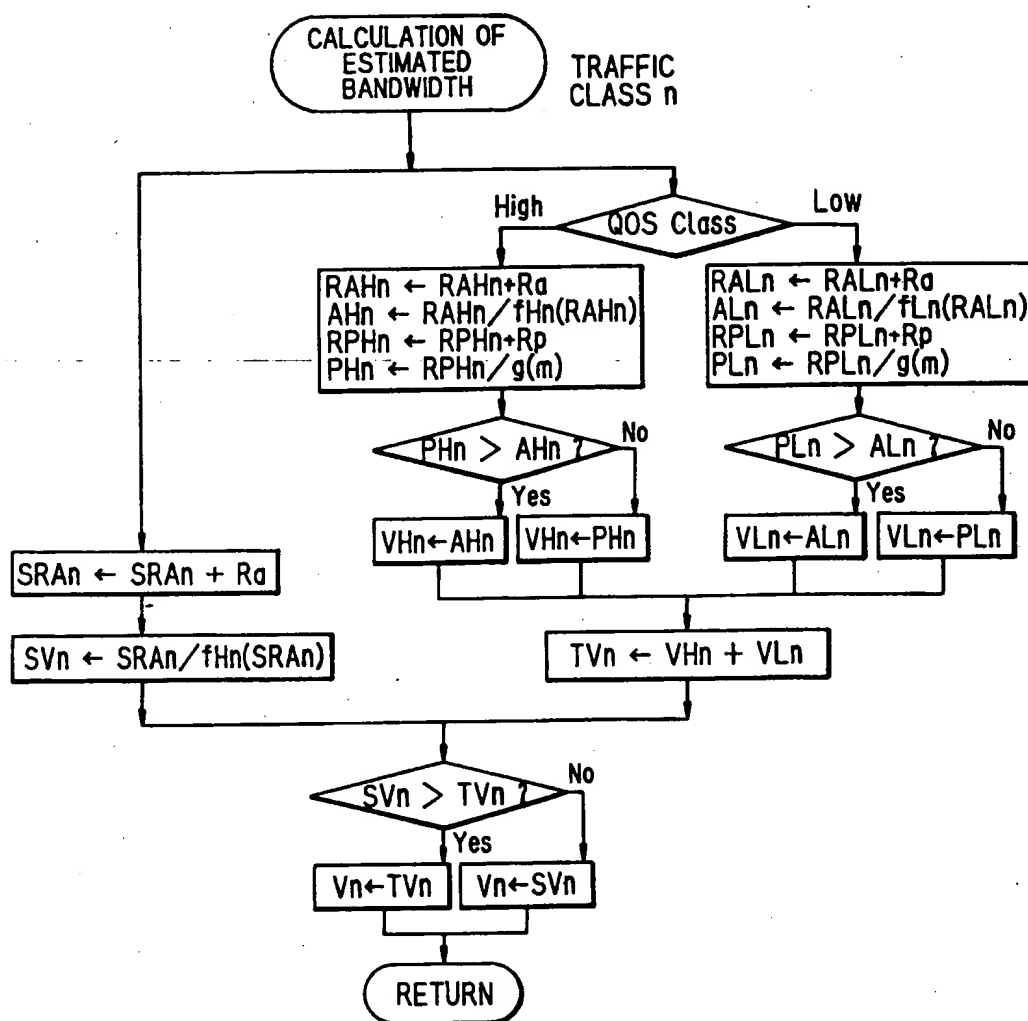 CALCULATION OF
ESTIMATED
BANDWIDTH
TRAFFIC
CLASS n
QOS Class
High
Low
RAHn ← RAHn+Ra
AHn ← RAHn/fHn(RAHn)
RPHn ← RPHn+Rp
PHn ← RPHn/g(m)
RALn ← RALn+Ra
ALn ← RALn/fLn(RALn)
RPLn ← RPLn+Rp
PLn ← RPLn/g(m)
PHn > AHn ?
No
Yes
PLn > ALn ?
No
Yes
VHn←AHn
VHn←PHn
VLn←ALn
VLn←PLn
SRAn ← SRAn + Ra
SVn ← SRAn/fHn(SRAn)
TVn ← VHn + VLn
SVn > TVn ?
No
Yes
Vn←TVn
Vn←SVn
RETURN